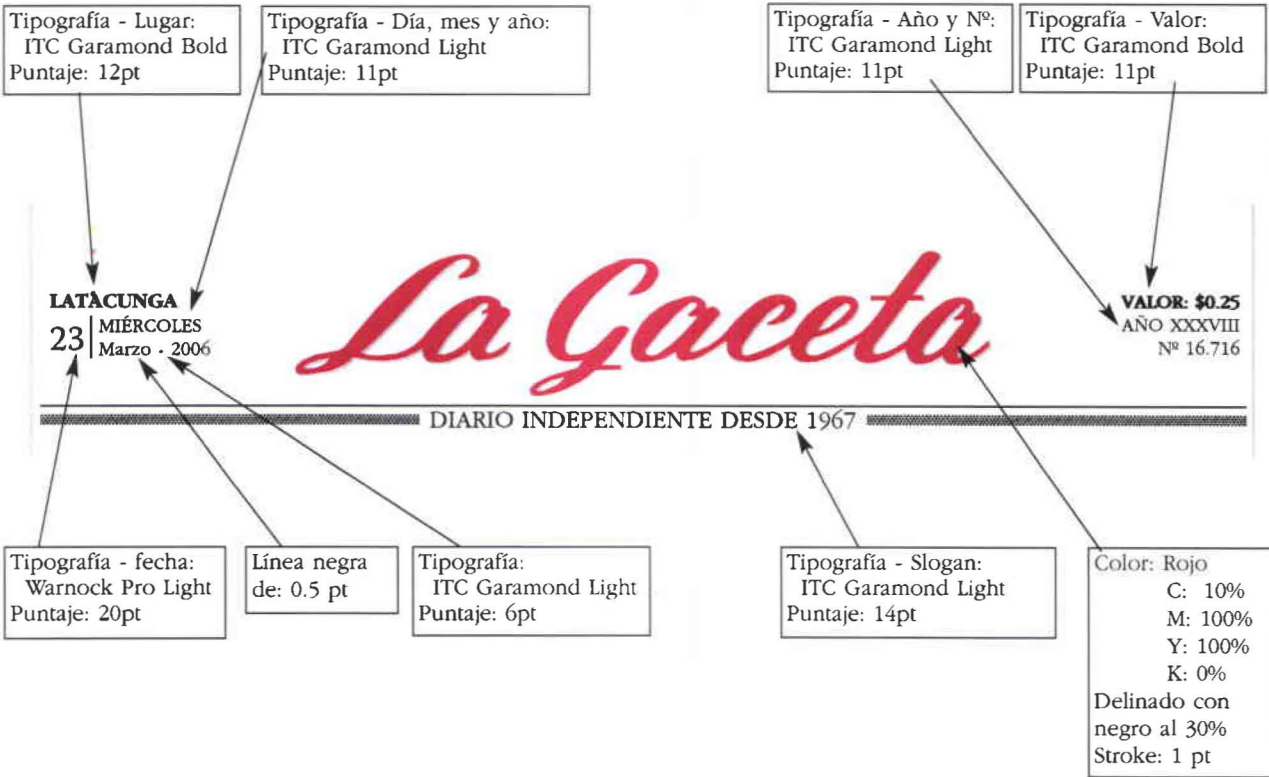 Tipografía - Lugar:
ITC Garamond Bold
Puntaje: 12pt
Tipografía - Día, mes y año:
ITC Garamond Light
Puntaje: 11pt
Tipografía - Año y Nº:
ITC Garamond Light
Puntaje: 11pt
Tipografía - Valor:
ITC Garamond Bold
Puntaje: 11pt
LATACUNGA
23
MIÉRCOLES
Marzo · 2006
La Gaceta
VALOR: $0.25
AÑO XXXVIII
Nº 16.716
DIARIO INDEPENDIENTE DESDE 1967
Tipografía - fecha:
Warnock Pro Light
Puntaje: 20pt
Línea negra
de: 0.5 pt
Tipografía:
ITC Garamond Light
Puntaje: 6pt
Tipografía - Slogan:
ITC Garamond Light
Puntaje: 14pt
Color: Rojo
C: 10%
M: 100%
Y: 100%
K: 0%
Delinado con
negro al 30%
Stroke: 1 pt